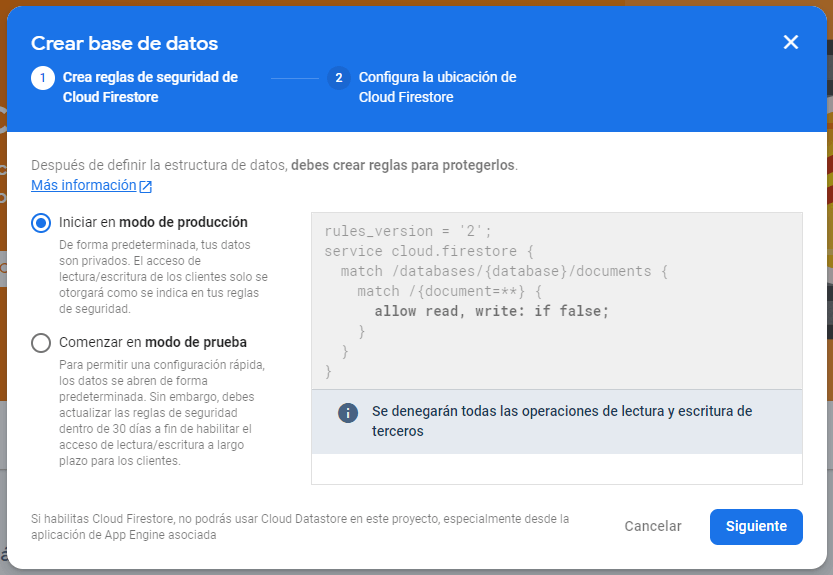 Crear base de datos
1 Crea reglas de seguridad de
Cloud Firestore
2 Configura la ubicación de
Cloud Firestore
Después de definir la estructura de datos, debes crear reglas para protegerlos.
Más información
Iniciar en modo de producción
De forma predeterminada, tus datos
son privados. El acceso de
lectura/escritura de los clientes solo se
otorgará como se indica en tus reglas
de seguridad.
Comenzar en modo de prueba
Para permitir una configuración rápida,
los datos se abren de forma
predeterminada. Sin embargo, debes
actualizar las reglas de seguridad
dentro de 30 días a fin de habilitar el
acceso de lectura/escritura a largo
plazo para los clientes.
rules_version = '2';
service cloud.firestore {
match /databases/{database}/documents {
match /{document=**} {
allow read, write: if false;
}
}
}
Se denegarán todas las operaciones de lectura y escritura de
terceros
Si habilitas Cloud Firestore, no podrás usar Cloud Datastore en este proyecto, especialmente desde la
aplicación de App Engine asociada
Cancelar
Siguiente